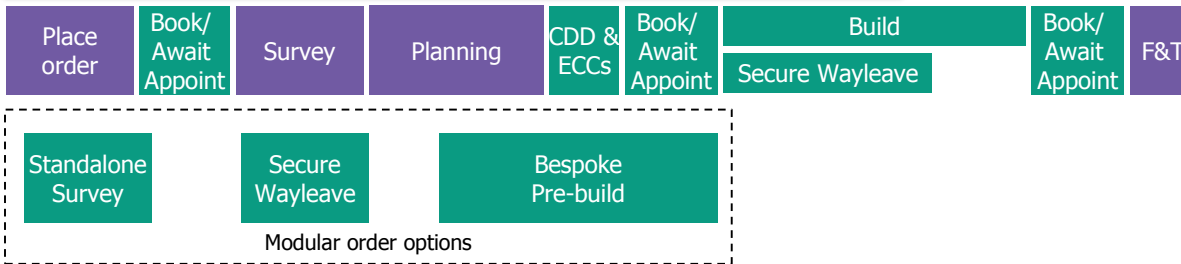 Place
order
Book/
Await
Appoint
Survey
Planning
CDD &
ECCs
Book/
Await
Appoint
Build
Secure Wayleave
Book/
Await
Appoint
F&T
Standalone
Survey
Secure
Wayleave
Bespoke
Pre-build
Modular order options